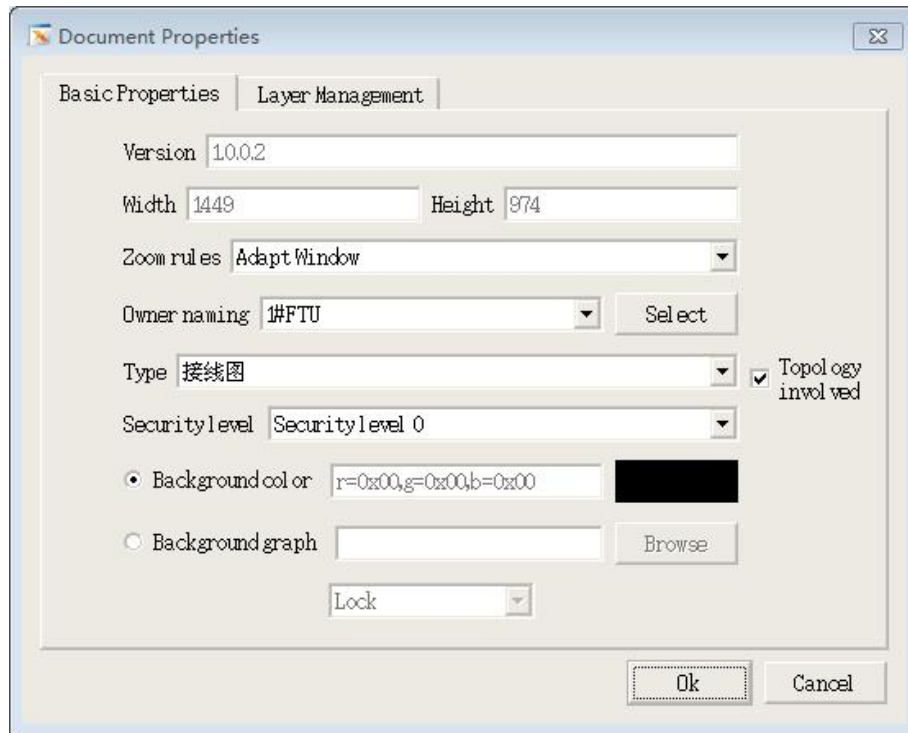 Document Properties
Basic Properties Layer Management
Version 1.0.0.2
Width 1449 Height 974
Zoom rules Adapt Window
Owner naming 1#FTU Select
Type 接线图 Topology
involved
Security level Security level 0
Background color r=0x00,g=0x00,b=0x00
Background graph Browse
Lock
Ok Cancel